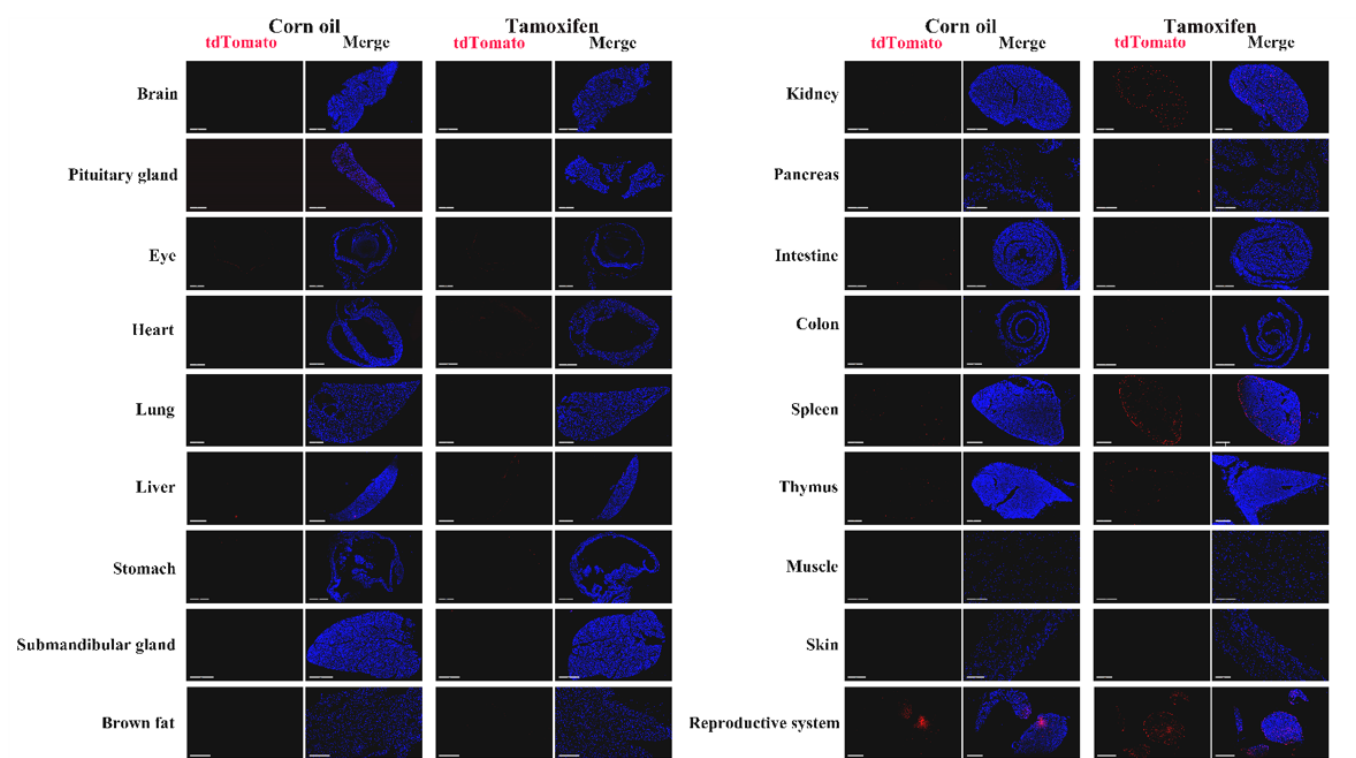 Corn oil Tamoxifen
tdTomato Merge tdTomato Merge
Brain
Pituitary gland
Eye
Heart
Lung
Liver
Stomach
Submandibular gland
Brown fat
Corn oil Tamoxifen
tdTomato Merge tdTomato Merge
Kidney
Pancreas
Intestine
Colon
Spleen
Thymus
Muscle
Skin
Reproductive system